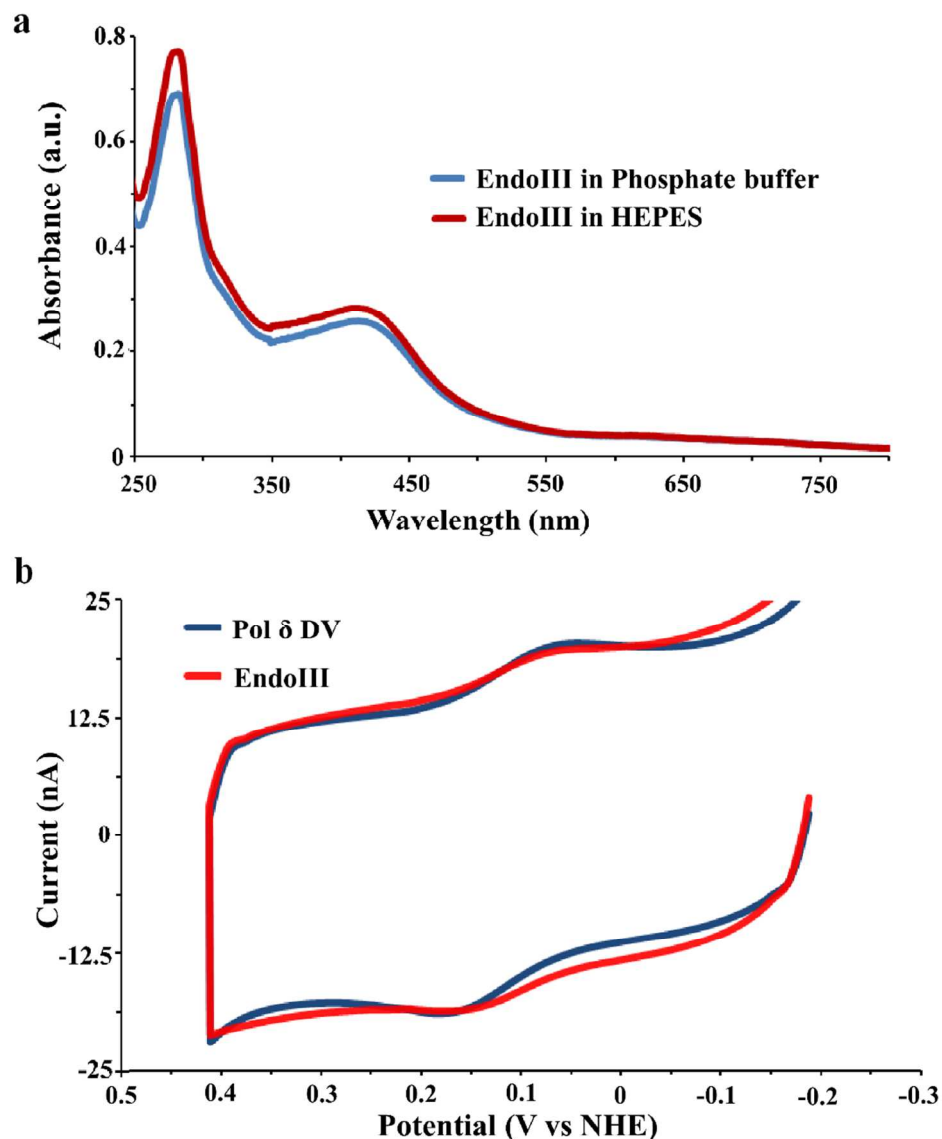 a
0.8
0.6
0.4
0.2
0
Absorbance (a.u.)
EndoIII in Phosphate buffer
EndoIII in HEPES
250 350 450 550 650 750
Wavelength (nm)
b
25
12.5
0
-12.5
-25
Current (nA)
Pol δ DV
EndoIII
0.5 0.4 0.3 0.2 0.1 0 -0.1 -0.2 -0.3
Potential (V vs NHE)